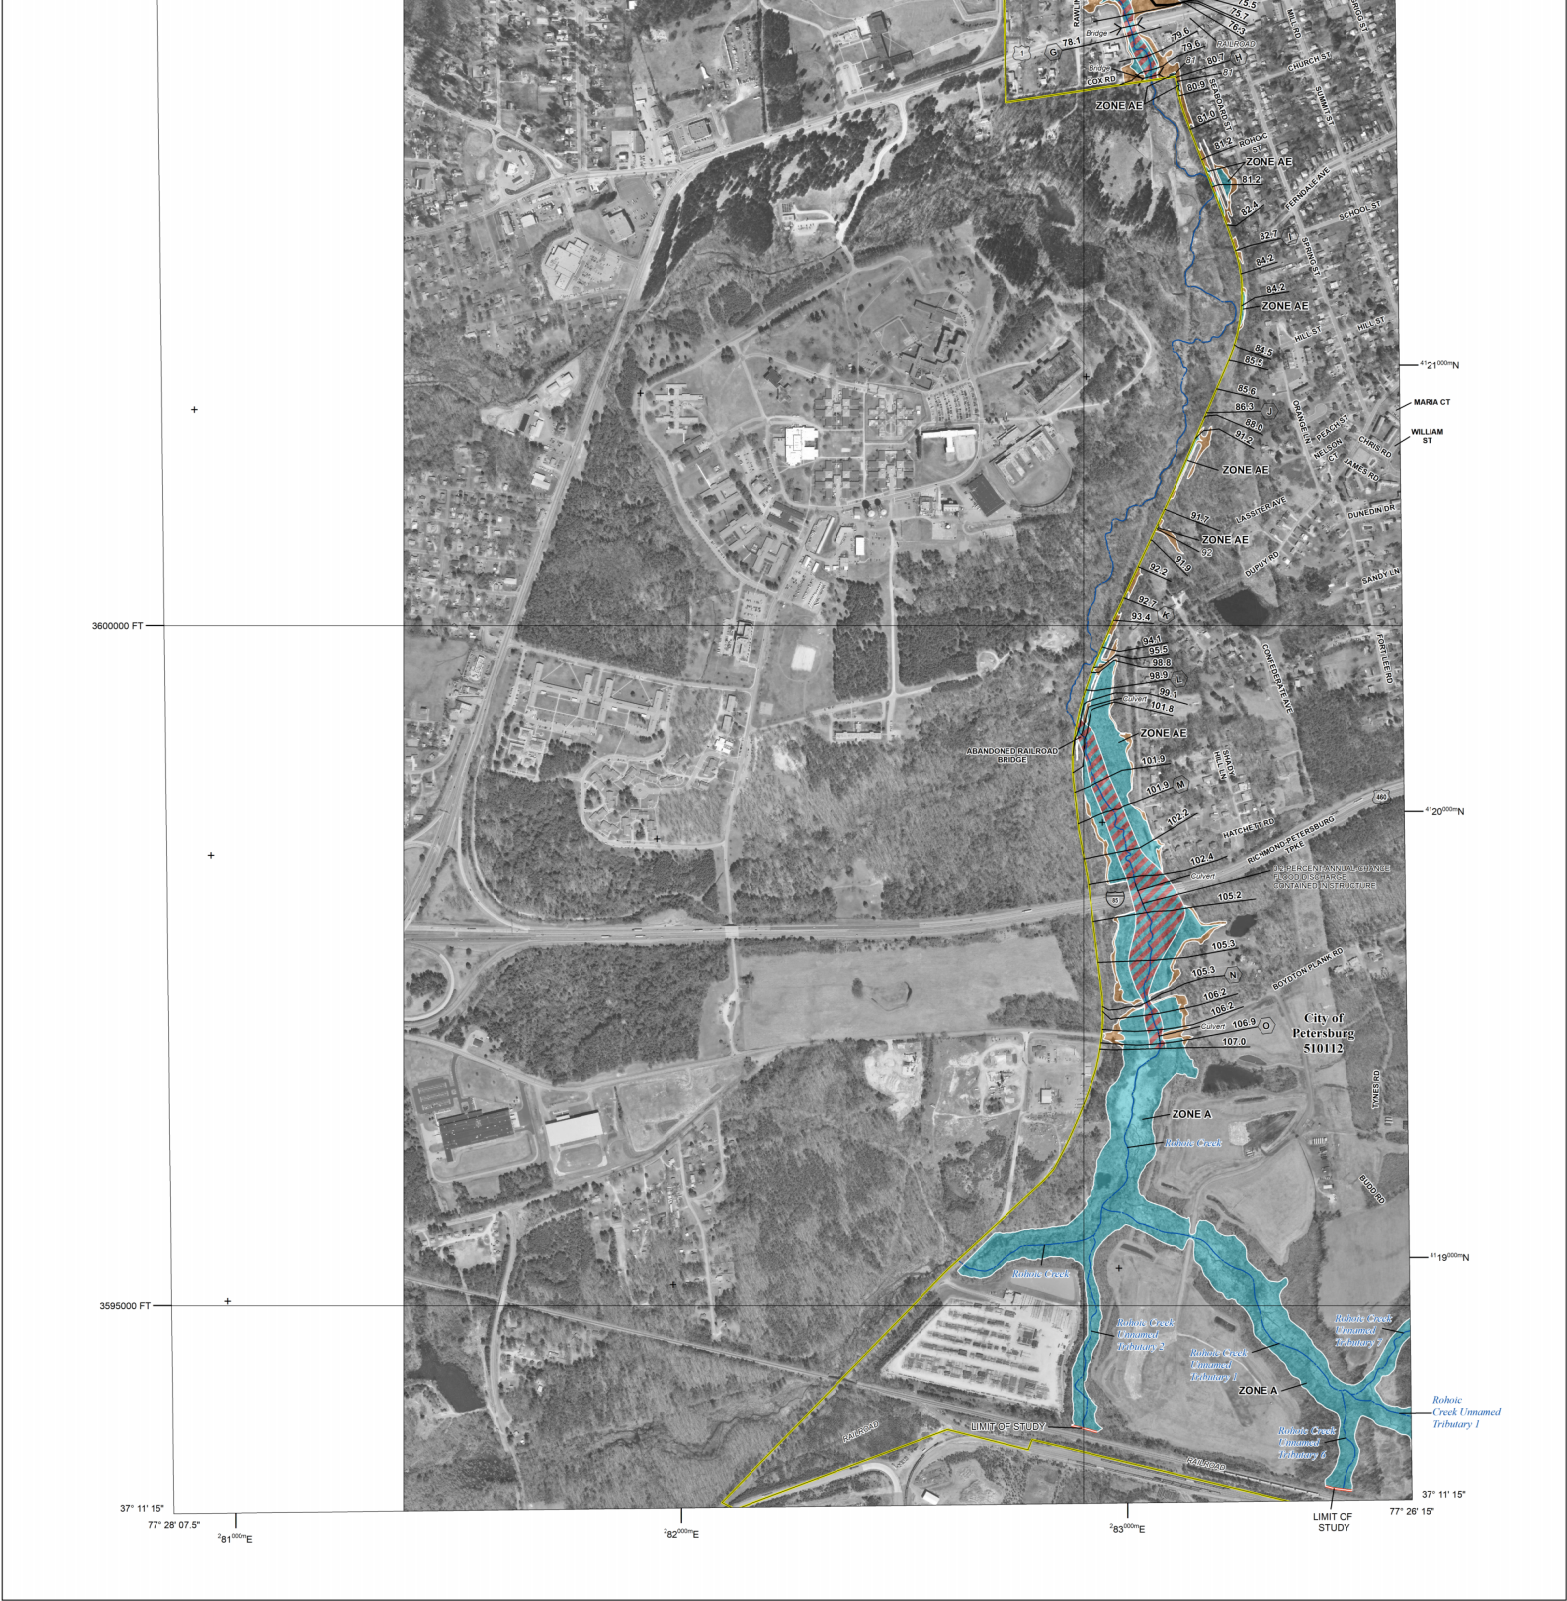 75.5
75.7
76.3
MILL RD
78.1
G
1
Bridge
79.6
79.6
RAILROAD
81
80.7
H
81
Bridge
COX RD
80.9
ZONE AE
SEABOARD ST
CHURCH ST
SUMMIT ST
81.0
81.2
ROHOIC
ST
ZONE AE
81.2
FERNDALE AVE
82.4
SCHOOL ST
SPRING ST
84.2
84.2
ZONE AE
HILL ST
HILL ST
84.5
85.5
4121000mN
85.6
86.3
J
ORANGE LN
MARIA CT
91.2
PEACH ST
NELSON
CT
CHRIS RD
WILLIAM
ST
JAMES RD
ZONE AE
91.7
LASSITER AVE
DUNEDIN DR
ZONE AE
92
91.9
DUPUY RD
92.2
SANDY LN
92.7
K
93.4
3600000 FT
94.1
95.5
98.8
98.9
L
99.1
Culvert
101.8
CONFEDERATE AVE
FORT LEE RD
ZONE AE
ABANDONED RAILROAD
BRIDGE
101.9
SHADY
HILL LN
101.9
M
460
4120000mN
102.2
HATCHETT RD
RICHMOND-PETERSBURG
TPKE
102.4
Culvert
0.2 PERCENT ANNUAL CHANCE
FLOOD DISCHARGE
CONTAINED IN STRUCTURE
85
105.2
105.3
105.3
N
BOYDTON PLANK RD
106.2
106.2
Culvert
106.9
O
107.0
City of
Petersburg
510112
TYNES RD
ZONE A
Rohoic Creek
BUDD RD
4119000mN
Rohoic Creek
3595000 FT
Rohoic Creek
Unnamed
Tributary 2
Rohoic Creek
Unnamed
Tributary 7
Rohoic Creek
Unnamed
Tributary 1
ZONE A
Rohoic
Creek Unnamed
Tributary 1
LIMIT OF STUDY
RAILROAD
Rohoic Creek
Unnamed
Tributary 6
RAILROAD
37° 11' 15"
37° 11' 15"
77° 28' 07.5"
77° 26' 15"
281000mE
282000mE
283000mE
LIMIT OF
STUDY